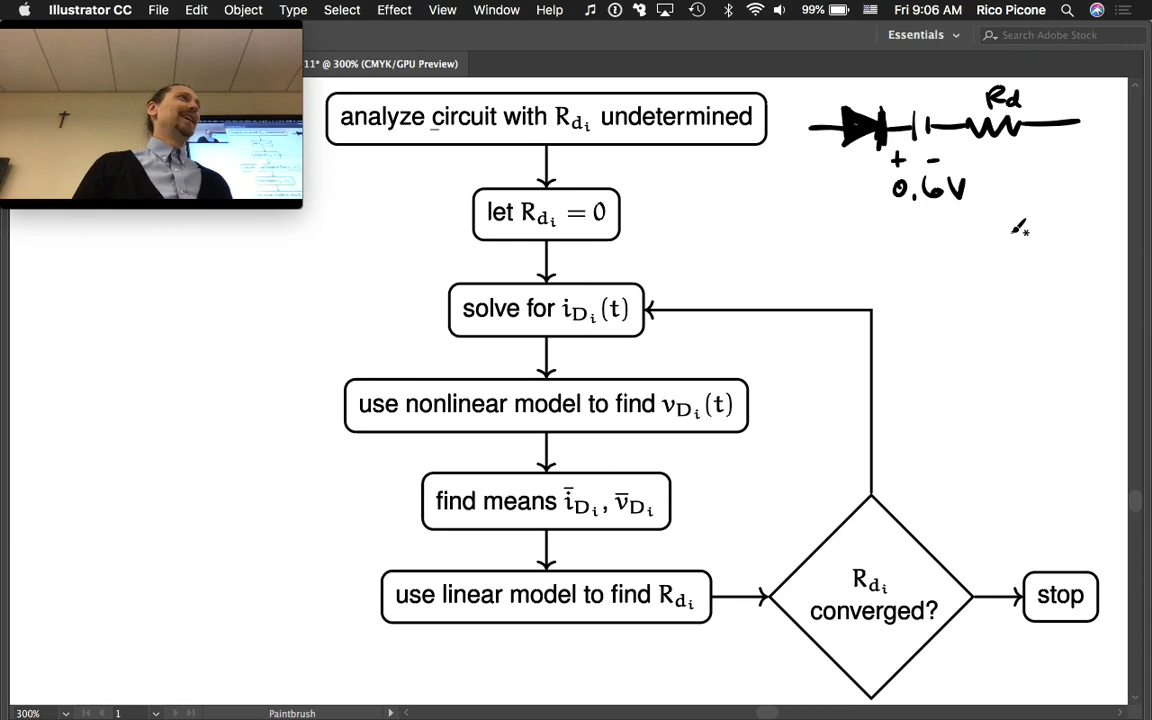 Illustrator CC File Edit Object Type Select Effect View Window Help 99% Fri 9:06 AM Rico Picone
Essentials Search Adobe Stock
11* @ 300% (CMYK/GPU Preview)
analyze circuit with R_{d_i} undetermined
let R_{d_i} = 0
solve for i_{D_i}(t)
use nonlinear model to find v_{D_i}(t)
find means i̅_{D_i}, v̅_{D_i}
use linear model to find R_{d_i}
R_{d_i}
converged?
stop
Rd
+ −
0.6V
300% 1 Paintbrush